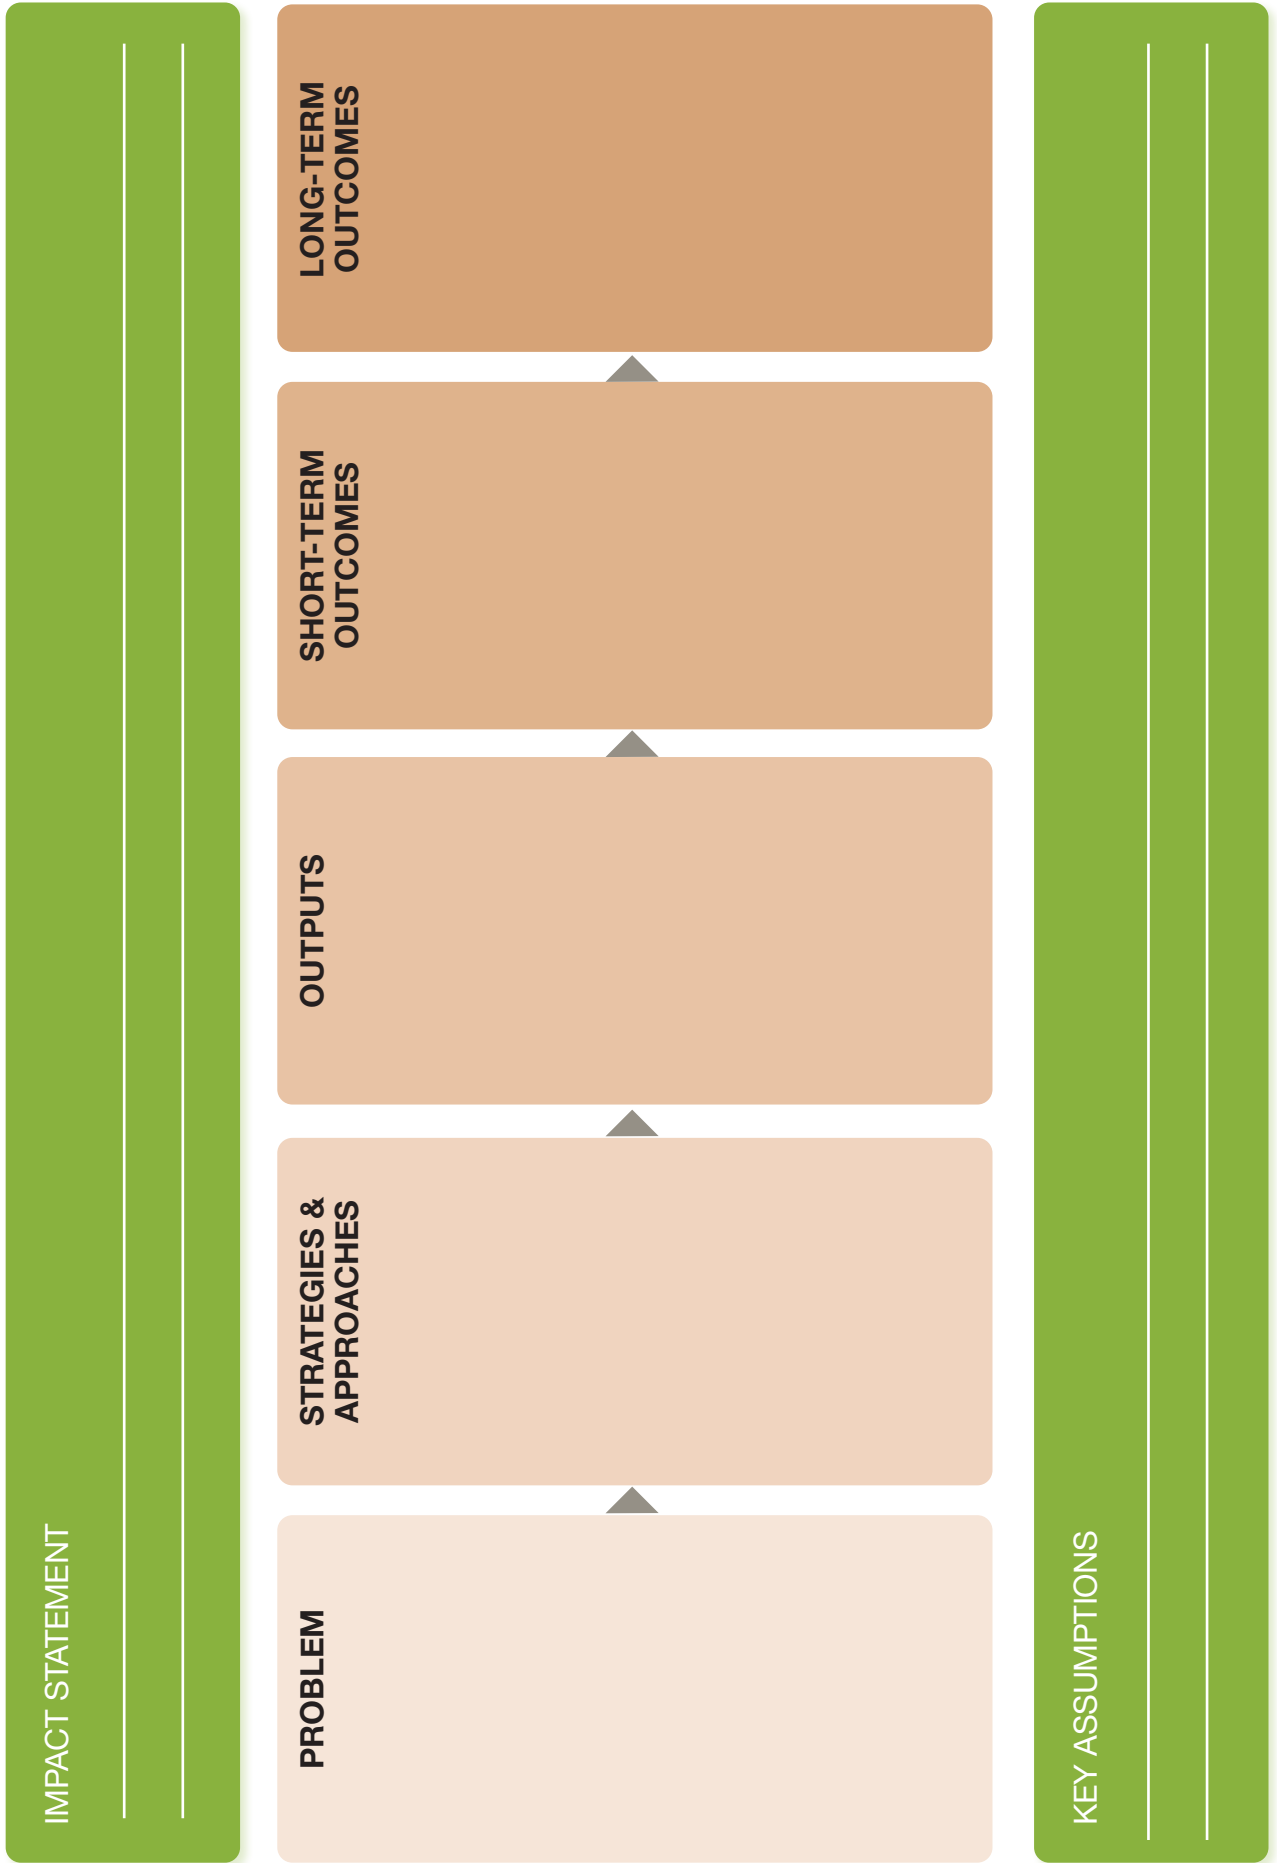 IMPACT STATEMENT
PROBLEM
STRATEGIES &
APPROACHES
OUTPUTS
SHORT-TERM
OUTCOMES
LONG-TERM
OUTCOMES
KEY ASSUMPTIONS